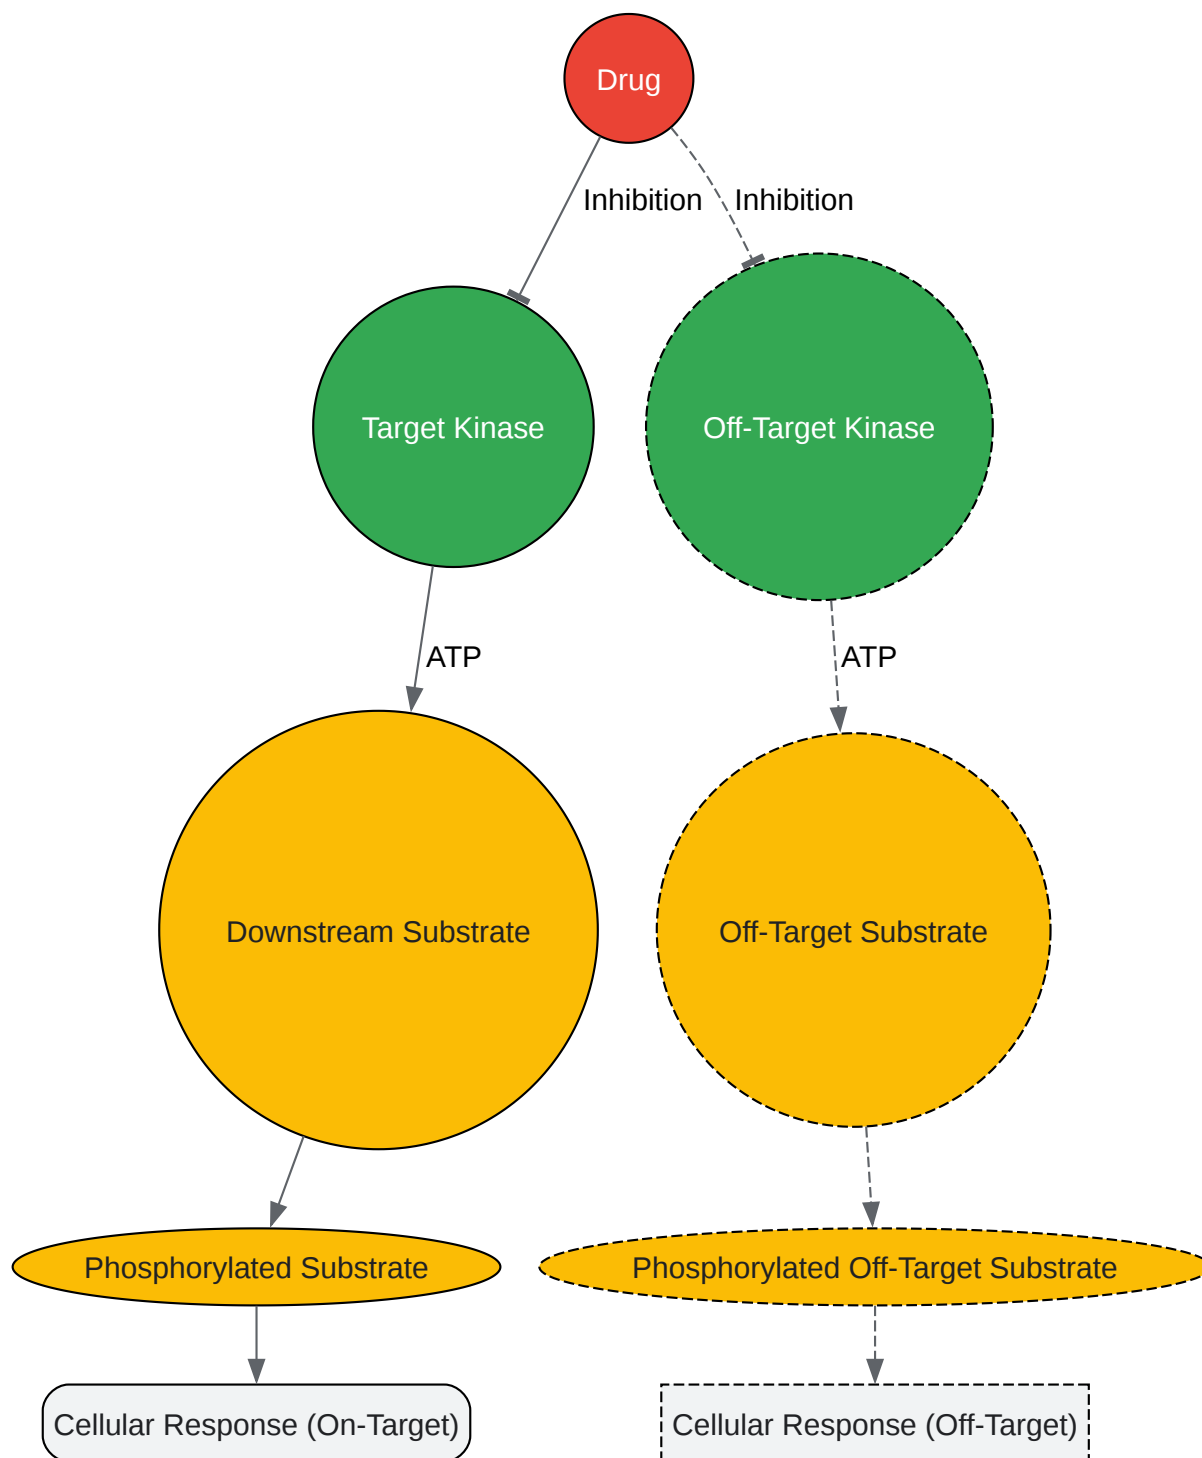 Drug
Inhibition
Inhibition
Target Kinase
Off-Target Kinase
ATP
ATP
Downstream Substrate
Off-Target Substrate
Phosphorylated Substrate
Phosphorylated Off-Target Substrate
Cellular Response (On-Target)
Cellular Response (Off-Target)